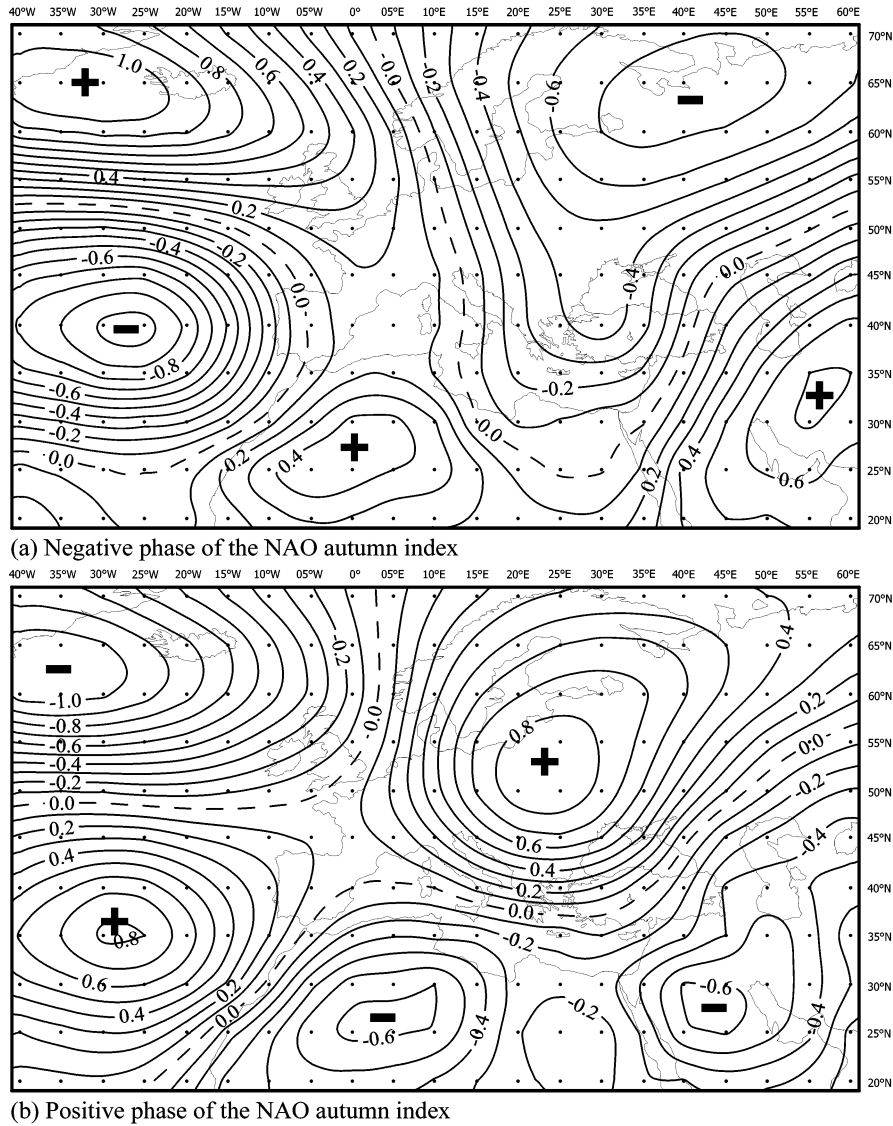 40°W 35°W 30°W 25°W 20°W 15°W 10°W 5°W 0° 5°E 10°E 15°E 20°E 25°E 30°E 35°E 40°E 45°E 50°E 55°E 60°E
1.0 0.8 0.6 0.4 0.2 -0.0 -0.2 -0.4 -0.6 70°N
+ − 65°N
60°N
0.4 55°N
0.2
-0.4 -0.2 50°N
-0.6 0.0 -0.4 -0.0 45°N
− 40°N
-0.8 -0.2 35°N
-0.6 +
-0.4 30°N
-0.2 + -0.0
0.0 0.2 0.4 0.2 0.4 0.6 25°N
20°N
(a) Negative phase of the NAO autumn index
40°W 35°W 30°W 25°W 20°W 15°W 10°W 5°W 0° 5°E 10°E 15°E 20°E 25°E 30°E 35°E 40°E 45°E 50°E 55°E 60°E
70°N
− -0.2 0.4 65°N
-1.0 -0.0 0.2 60°N
-0.8 0.8
-0.6 0.0 55°N
-0.4 +
-0.2 -0.2 50°N
0.0
0.2 0.6 -0.4 45°N
0.4 0.4
0.2 40°N
+ 0.0
0.8 -0.2 35°N
0.6 0.2 -0.2 -0.6 30°N
0.4 0.0 − − -0.4
-0.6 -0.4 25°N
20°N
(b) Positive phase of the NAO autumn index